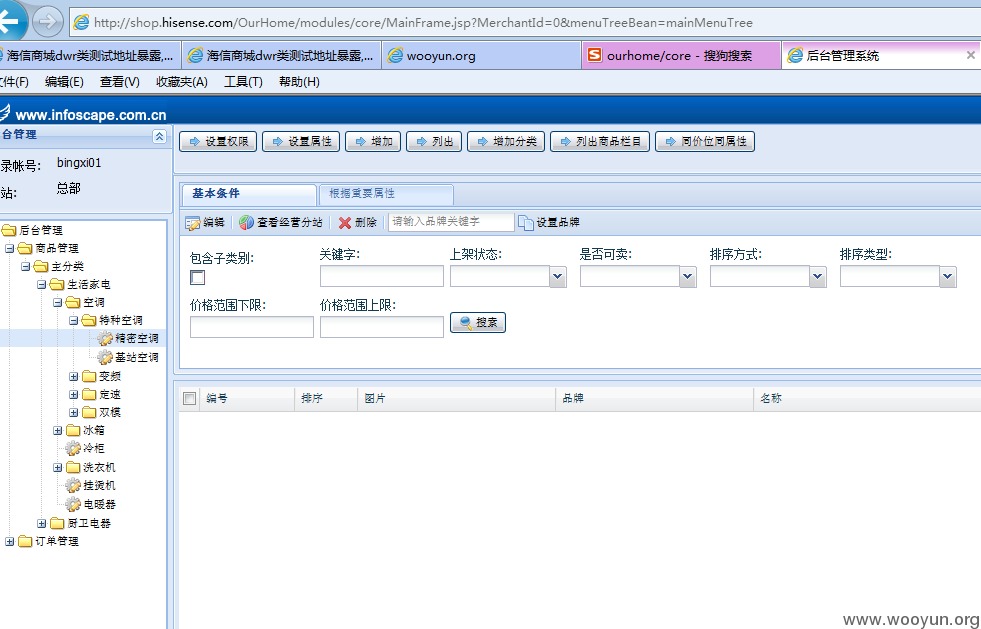 http://shop.hisense.com/OurHome/modules/core/MainFrame.jsp?MerchantId=0&menuTreeBean=mainMenuTree
海信商城dwr类测试地址暴露,... 海信商城dwr类测试地址暴露,... wooyun.org ourhome/core - 搜狗搜索 后台管理系统
件(F) 编辑(E) 查看(V) 收藏夹(A) 工具(T) 帮助(H)
www.infoscape.com.cn
台管理
录帐号: bingxi01
站: 总部
设置权限 设置属性 增加 列出 增加分类 列出商品栏目 同价位同属性
基本条件 根据重要属性
编辑 查看经营分站 删除 请输入品牌关键字 设置品牌
包含子类别: 关键字: 上架状态: 是否可卖: 排序方式: 排序类型:
价格范围下限: 价格范围上限: 搜索
编号 排序 图片 品牌 名称
后台管理
商品管理
主分类
生活家电
空调
特种空调
精密空调
基站空调
变频
定速
双模
冰箱
冷柜
洗衣机
挂烫机
电暖器
厨卫电器
订单管理
www.wooyun.org